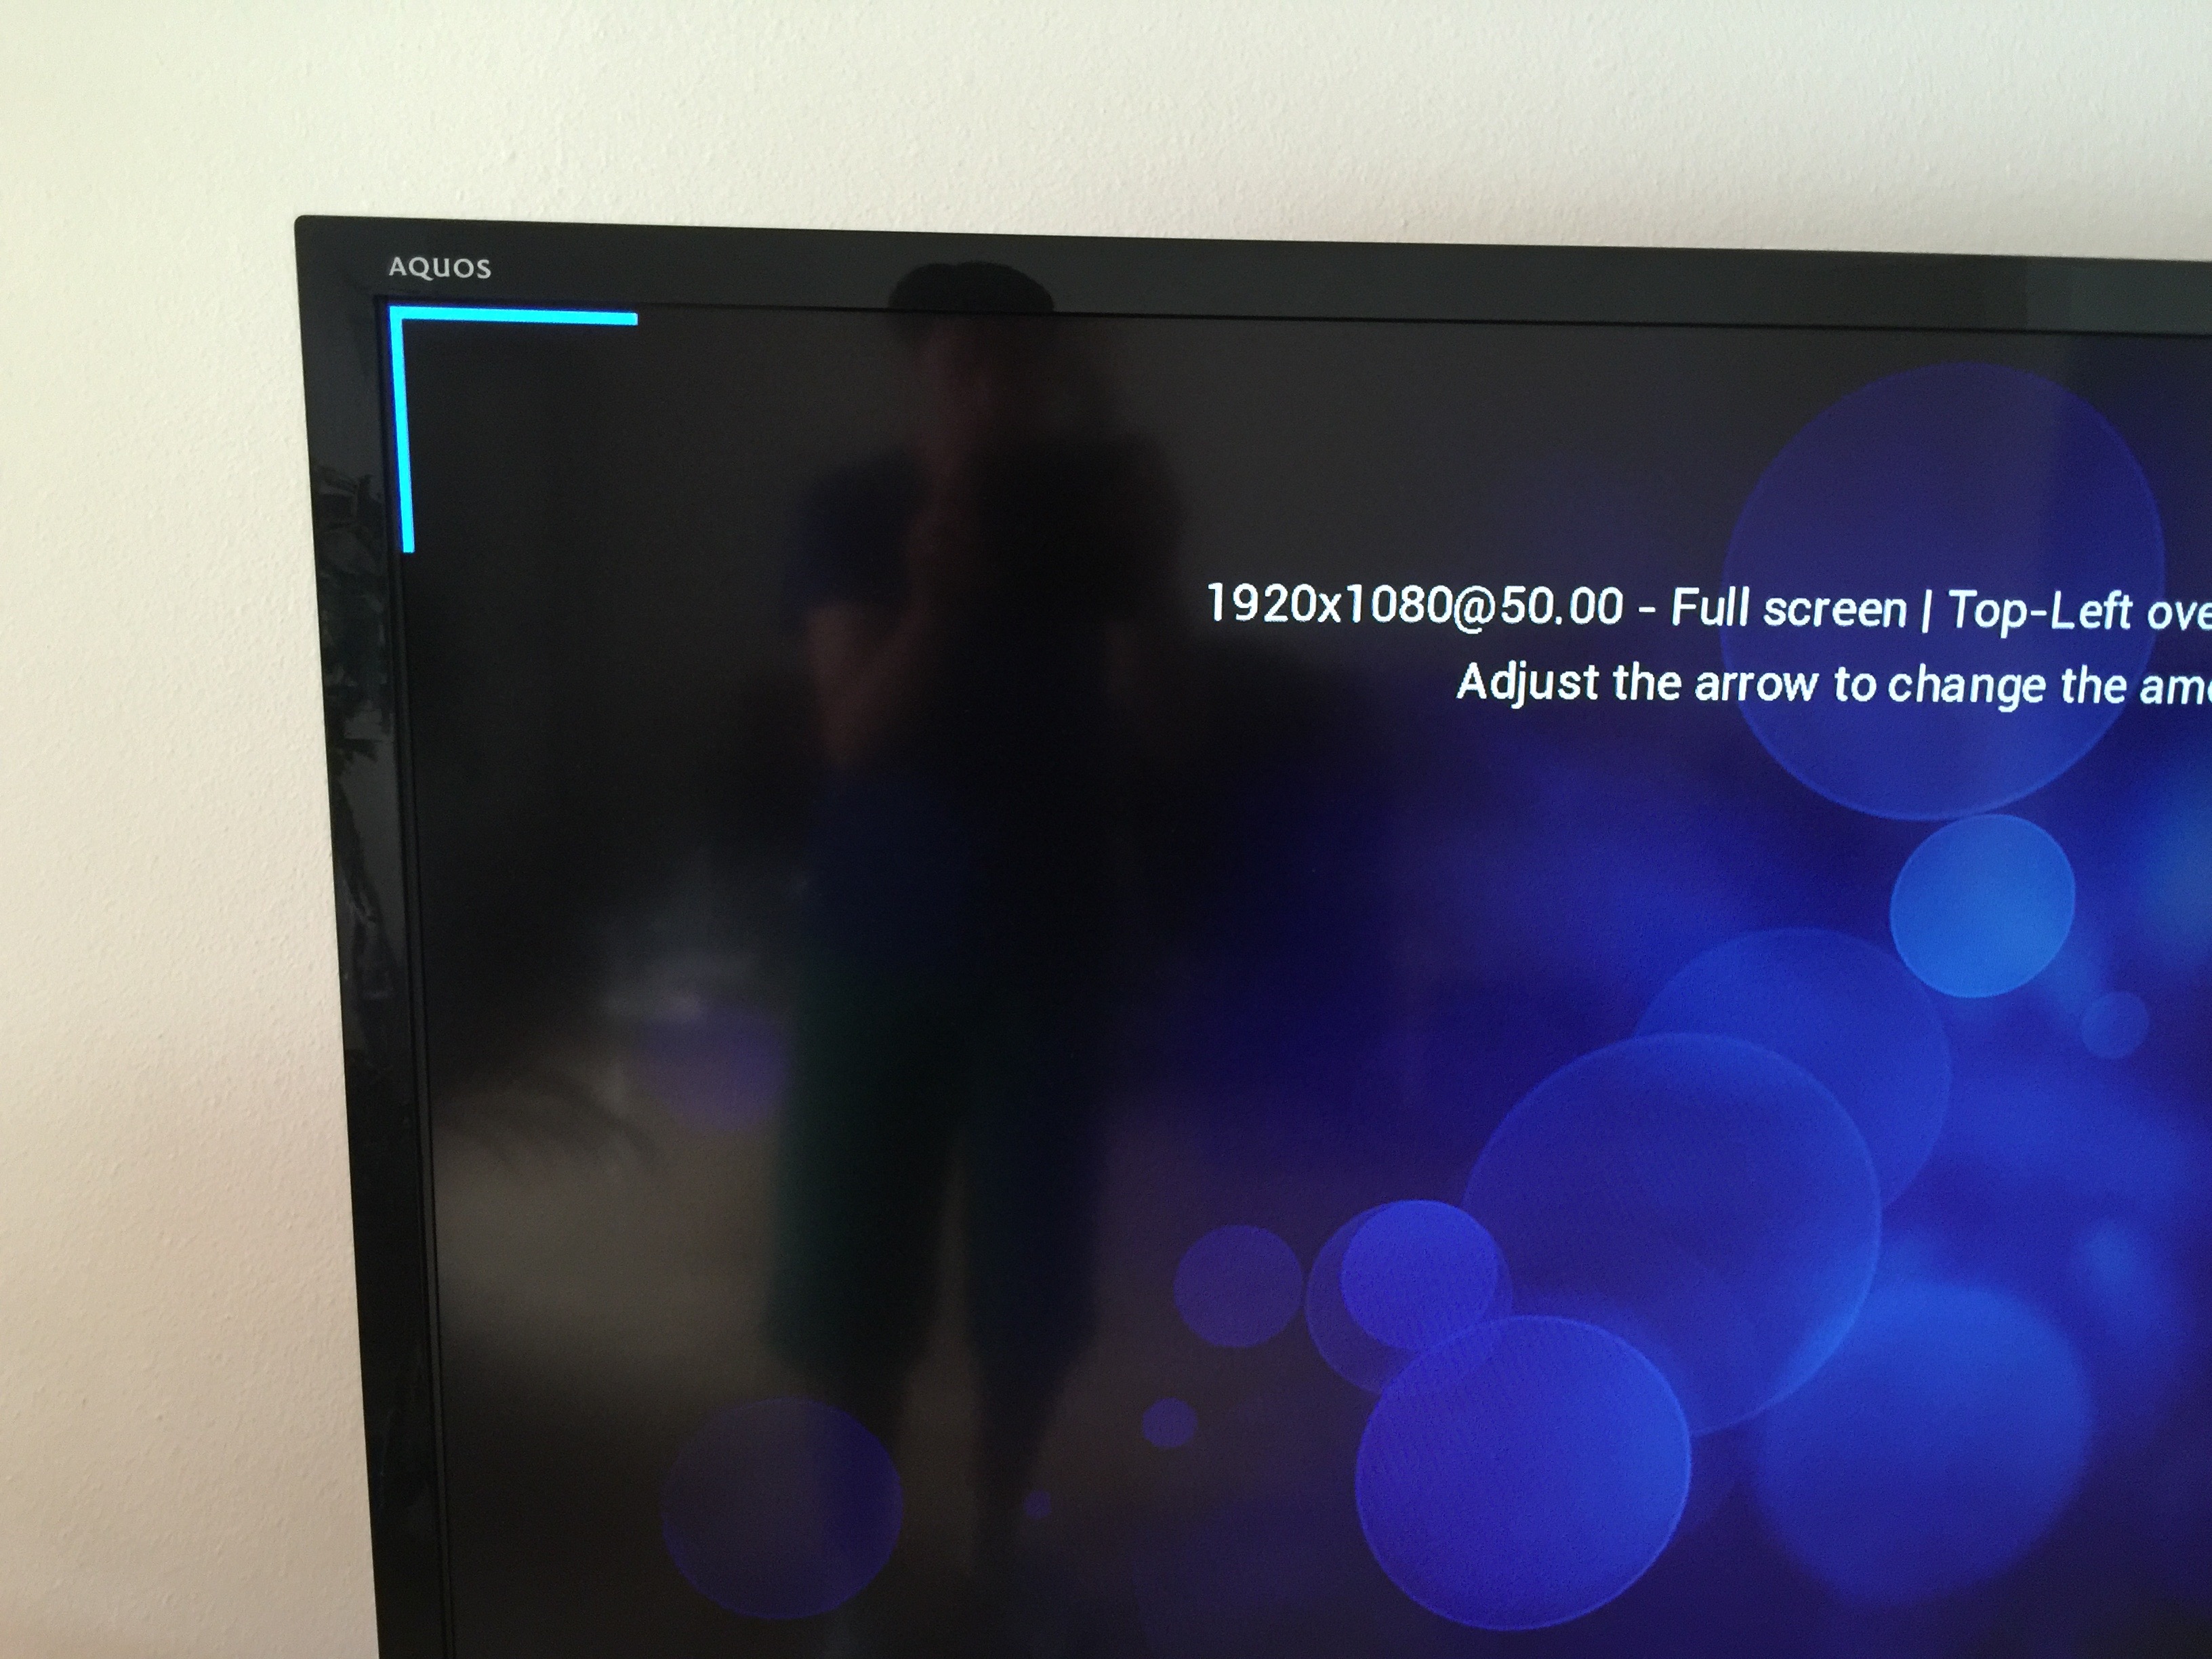 AQUOS
1920x1080@50.00 - Full screen | Top-Left
Adjust the arrow to change the